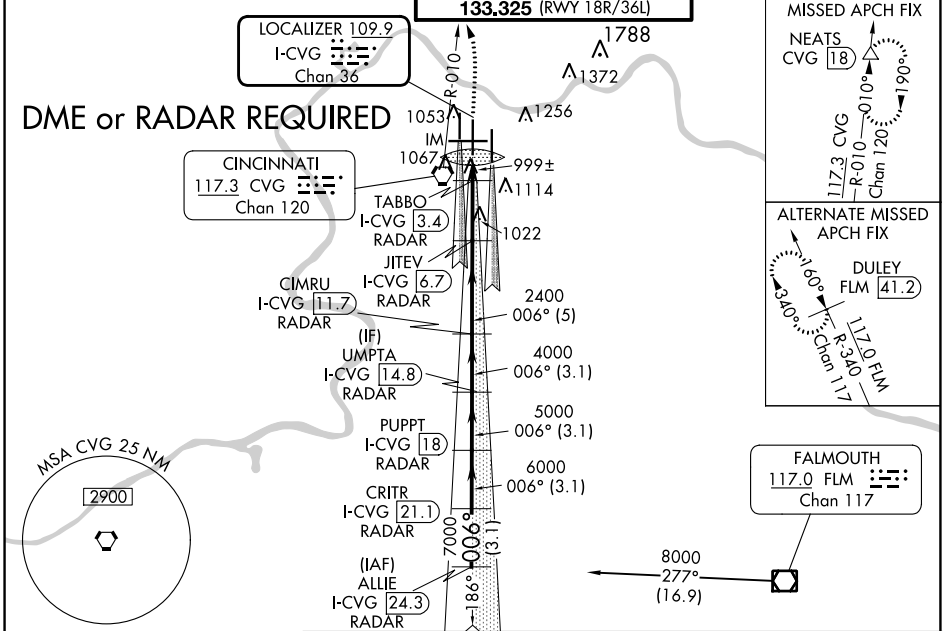 133.325 (RWY 18R/36L)
LOCALIZER 109.9
I-CVG
Chan 36
DME or RADAR REQUIRED
R-010
1788
1372
1256
1053
IM
1067
999±
1114
CINCINNATI
117.3 CVG
Chan 120
TABBO
I-CVG 3.4
RADAR
1022
JITEV
I-CVG 6.7
RADAR
CIMRU
I-CVG 11.7
RADAR
2400
006° (5)
(IF)
UMPTA
I-CVG 14.8
RADAR
4000
006° (3.1)
PUPPT
I-CVG 18
RADAR
5000
006° (3.1)
CRITR
I-CVG 21.1
RADAR
6000
006° (3.1)
7000
006°
(3.1)
(IAF)
ALLIE
I-CVG 24.3
RADAR
186°
MSA CVG 25 NM
2900
8000
277°
(16.9)
FALMOUTH
117.0 FLM
Chan 117
MISSED APCH FIX
NEATS
CVG 18
010°
190°
117.3 CVG
R-010
Chan 120
ALTERNATE MISSED
APCH FIX
DULEY
FLM 41.2
160°
340°
117.0 FLM
R-340
Chan 117